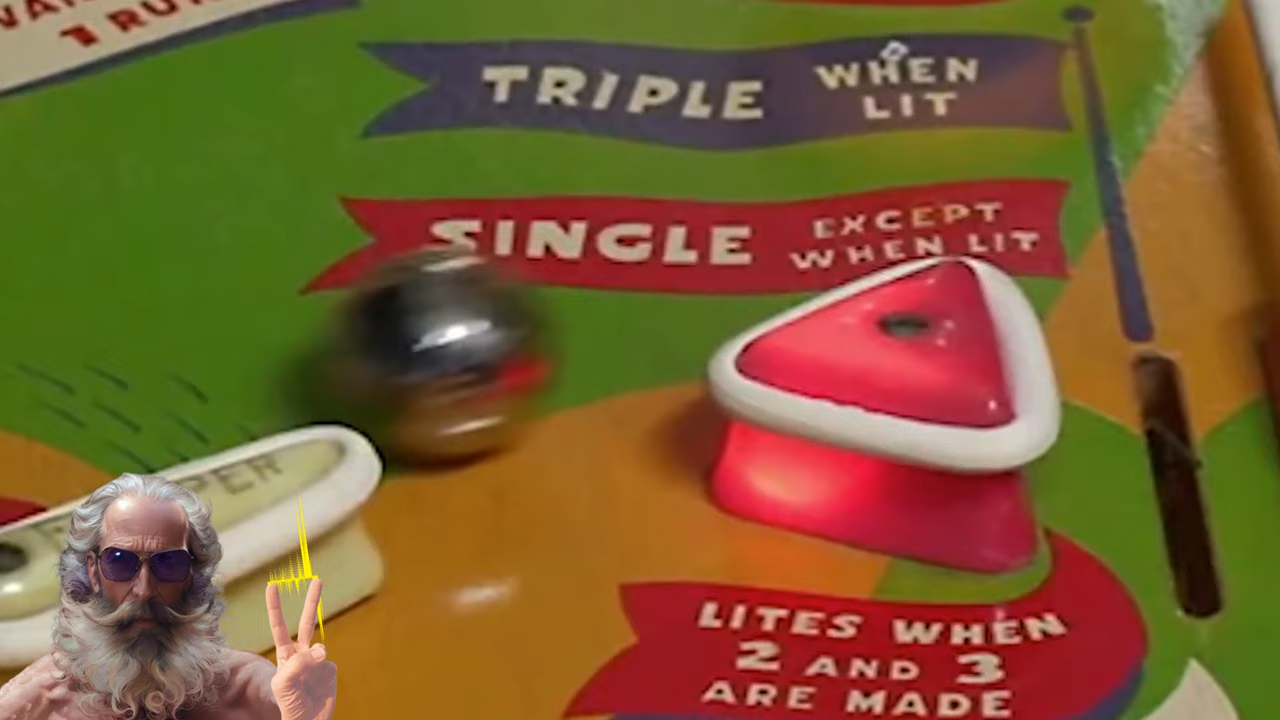 1 RUN
TRIPLE WHEN
LIT
SINGLE EXCEPT
WHEN LIT
LITES WHEN
2 AND 3
ARE MADE